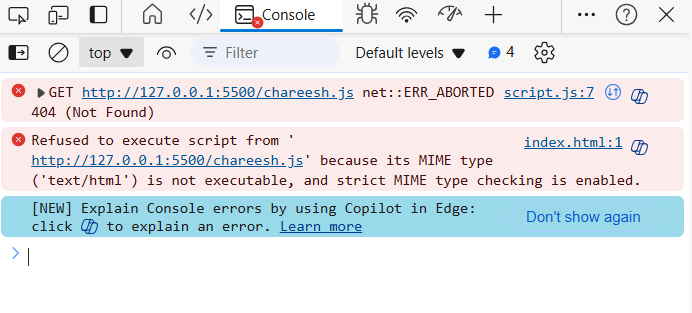 Console
top
Filter
Default levels
4
GET http://127.0.0.1:5500/chareesh.js net::ERR_ABORTED script.js:7
404 (Not Found)
Refused to execute script from ' index.html:1
http://127.0.0.1:5500/chareesh.js' because its MIME type
('text/html') is not executable, and strict MIME type checking is enabled.
[NEW] Explain Console errors by using Copilot in Edge:
click to explain an error. Learn more
Don't show again